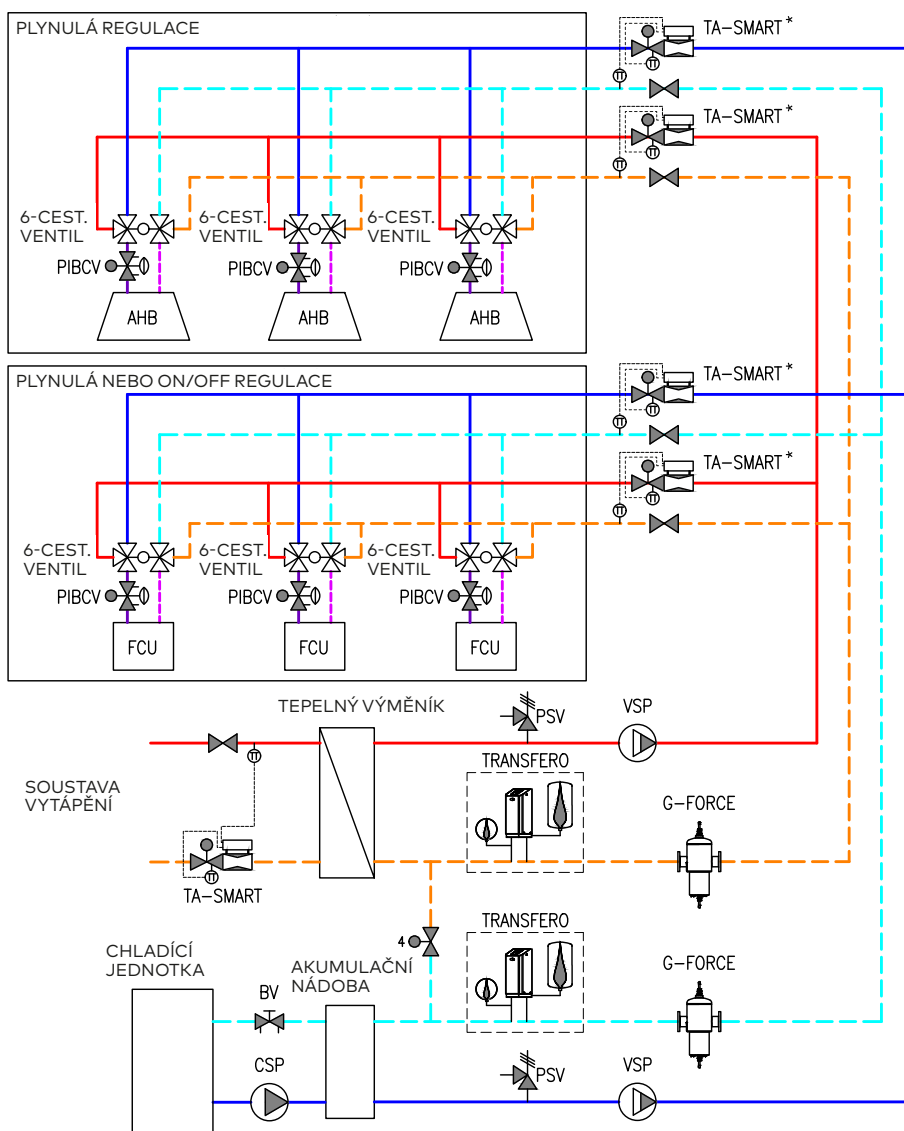 PLYNULÁ REGULACE
TA-SMART*
TA-SMART*
6-CEST.
VENTIL
6-CEST.
VENTIL
6-CEST.
VENTIL
PIBCV
PIBCV
PIBCV
AHB
AHB
AHB
PLYNULÁ NEBO ON/OFF REGULACE
TA-SMART*
TA-SMART*
6-CEST.
VENTIL
6-CEST.
VENTIL
6-CEST.
VENTIL
PIBCV
PIBCV
PIBCV
FCU
FCU
FCU
TEPELNÝ VÝMĚNÍK
PSV
VSP
SOUSTAVA
VYTÁPĚNÍ
TRANSFERO
G-FORCE
TA-SMART
4
TRANSFERO
CHLADÍCÍ
JEDNOTKA
AKUMULAČNÍ
NÁDOBA
G-FORCE
BV
CSP
PSV
VSP